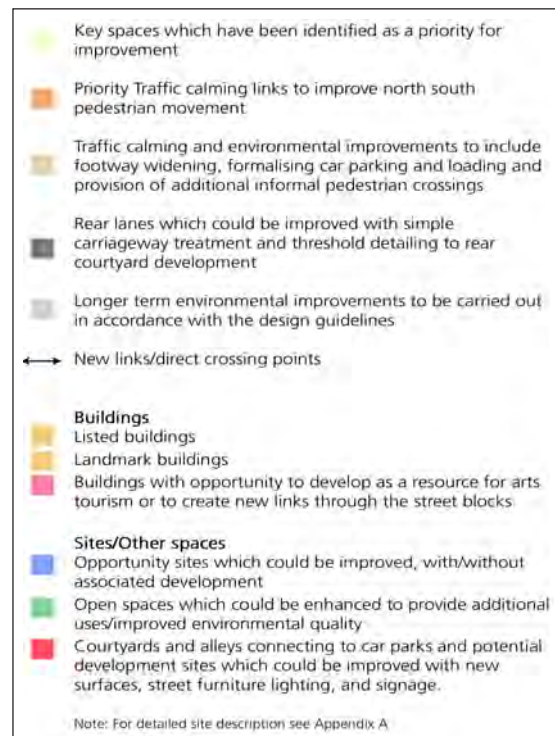 Key spaces which have been identified as a priority for
improvement
Priority Traffic calming links to improve north south
pedestrian movement
Traffic calming and environmental improvements to include
footway widening, formalising car parking and loading and
provision of additional informal pedestrian crossings
Rear lanes which could be improved with simple
carriageway treatment and threshold detailing to rear
courtyard development
Longer term environmental improvements to be carried out
in accordance with the design guidelines
New links/direct crossing points
Buildings
Listed buildings
Landmark buildings
Buildings with opportunity to develop as a resource for arts
tourism or to create new links through the street blocks
Sites/Other spaces
Opportunity sites which could be improved, with/without
associated development
Open spaces which could be enhanced to provide additional
uses/improved environmental quality
Courtyards and alleys connecting to car parks and potential
development sites which could be improved with new
surfaces, street furniture lighting, and signage.
Note: For detailed site description see Appendix A